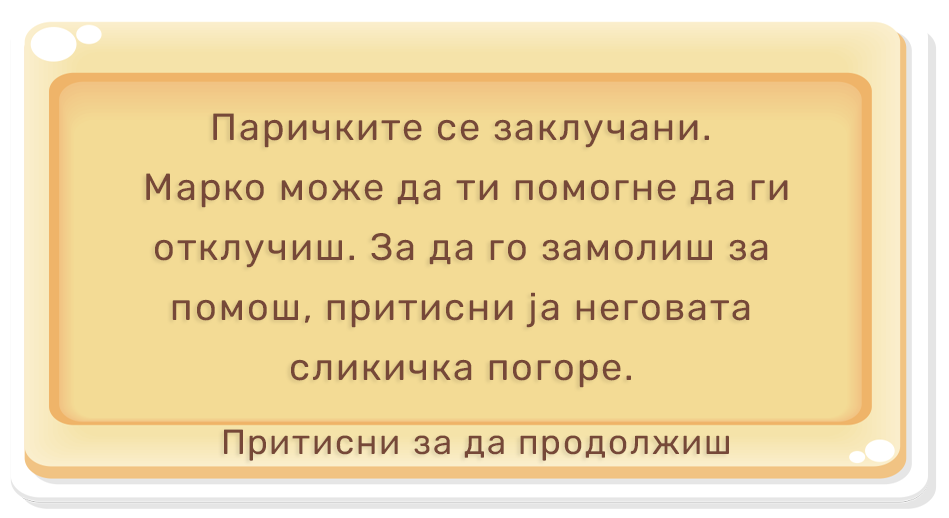 Паричките се заклучани.
Марко може да ти помогне да ги
отклучиш. За да го замолиш за
помош, притисни ја неговата
сликичка погоре.
Притисни за да продолжиш